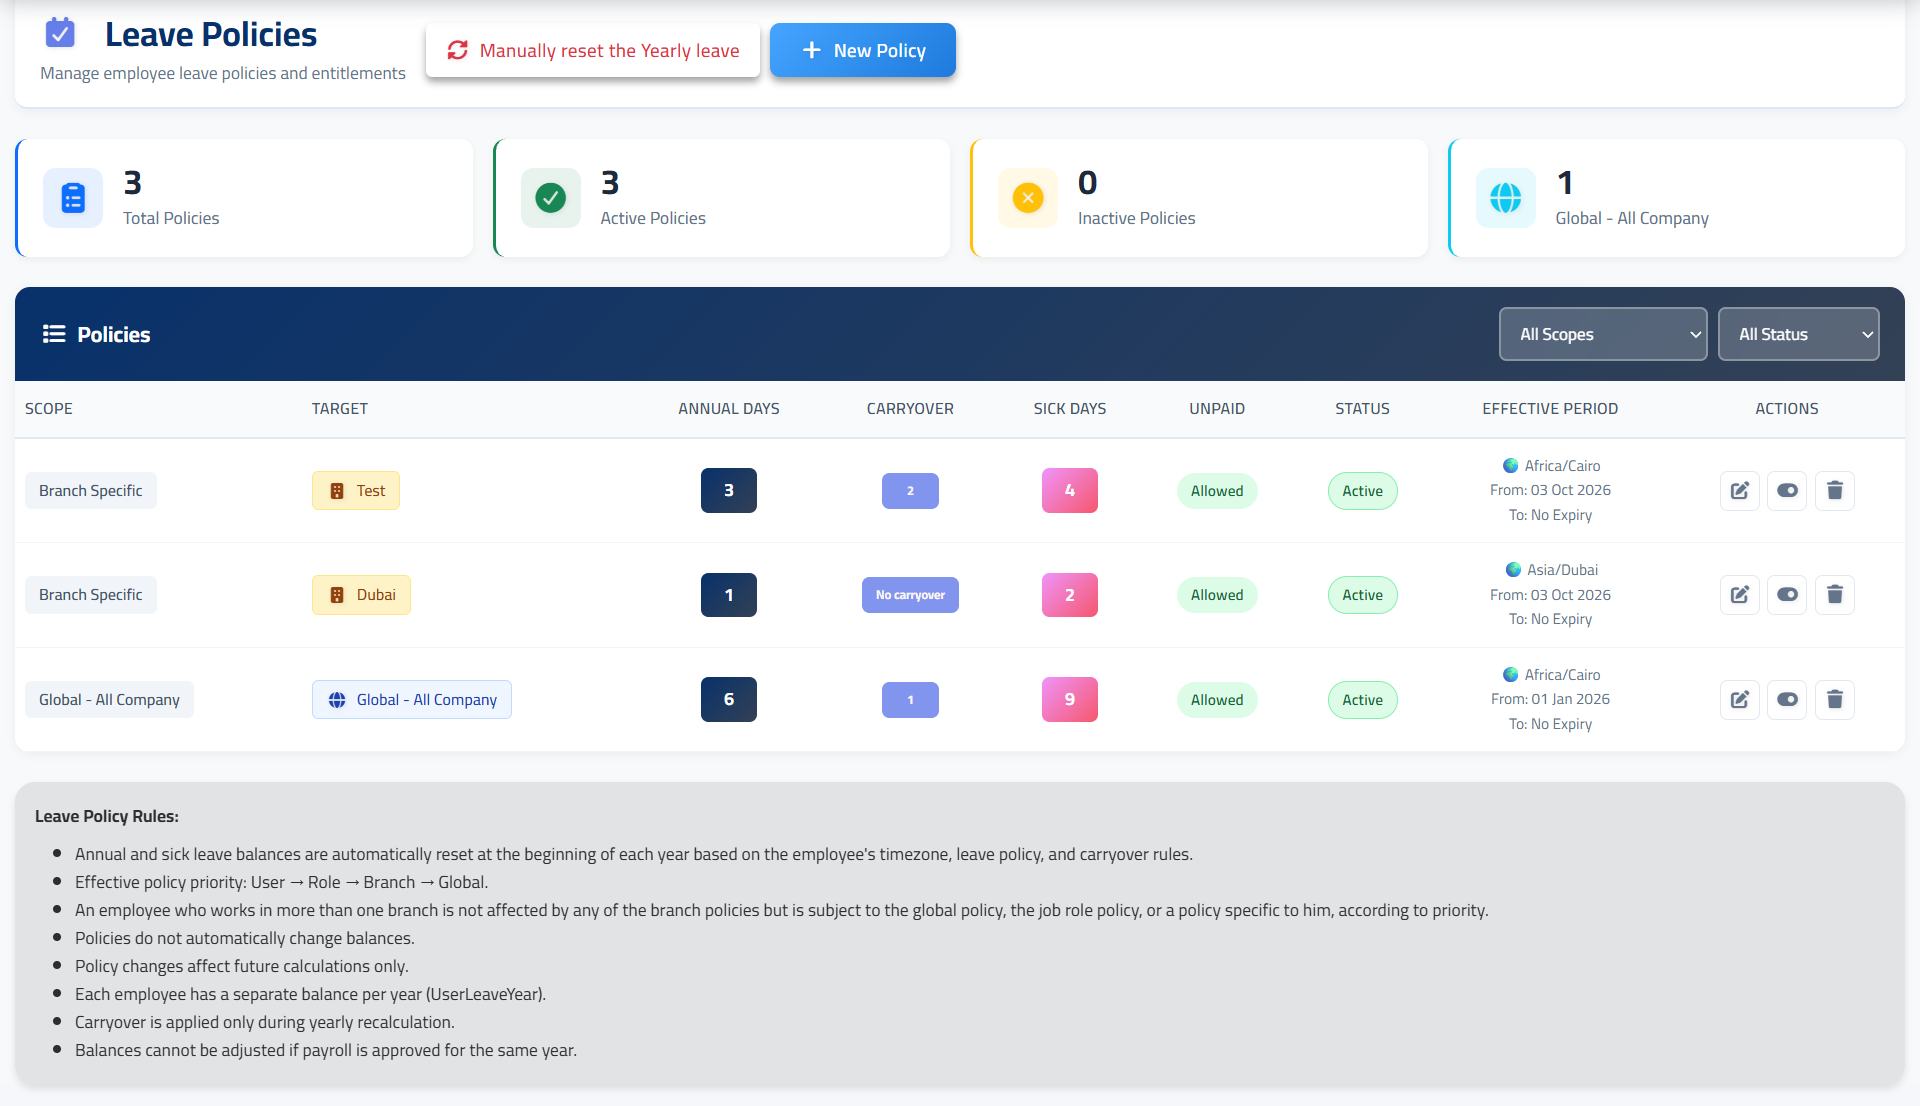 Leave Policies
Manage employee leave policies and entitlements
Manually reset the Yearly leave
New Policy
3
Total Policies
3
Active Policies
0
Inactive Policies
1
Global - All Company
Policies
All Scopes
All Status
SCOPE TARGET ANNUAL DAYS CARRYOVER SICK DAYS UNPAID STATUS EFFECTIVE PERIOD ACTIONS
Branch Specific Test 3 2 4 Allowed Active Africa/Cairo
From: 03 Oct 2026
To: No Expiry
Branch Specific Dubai 1 No carryover 2 Allowed Active Asia/Dubai
From: 03 Oct 2026
To: No Expiry
Global - All Company Global - All Company 6 1 9 Allowed Active Africa/Cairo
From: 01 Jan 2026
To: No Expiry
Leave Policy Rules:
Annual and sick leave balances are automatically reset at the beginning of each year based on the employee's timezone, leave policy, and carryover rules.
Effective policy priority: User → Role → Branch → Global.
An employee who works in more than one branch is not affected by any of the branch policies but is subject to the global policy, the job role policy, or a policy specific to him, according to priority.
Policies do not automatically change balances.
Policy changes affect future calculations only.
Each employee has a separate balance per year (UserLeaveYear).
Carryover is applied only during yearly recalculation.
Balances cannot be adjusted if payroll is approved for the same year.